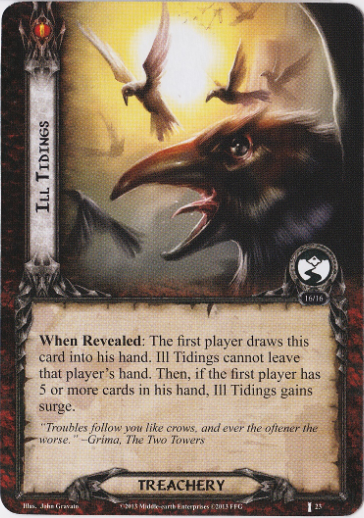 Ill Tidings
16/16
When Revealed: The first player draws this
card into his hand. Ill Tidings cannot leave
that player's hand. Then, if the first player has
5 or more cards in his hand, Ill Tidings gains
surge.
"Troubles follow you like crows, and ever the oftener the
worse." –Gríma, The Two Towers
TREACHERY
Illus. John Gravato
©2013 Middle-earth Enterprises ©2013 FFG
23